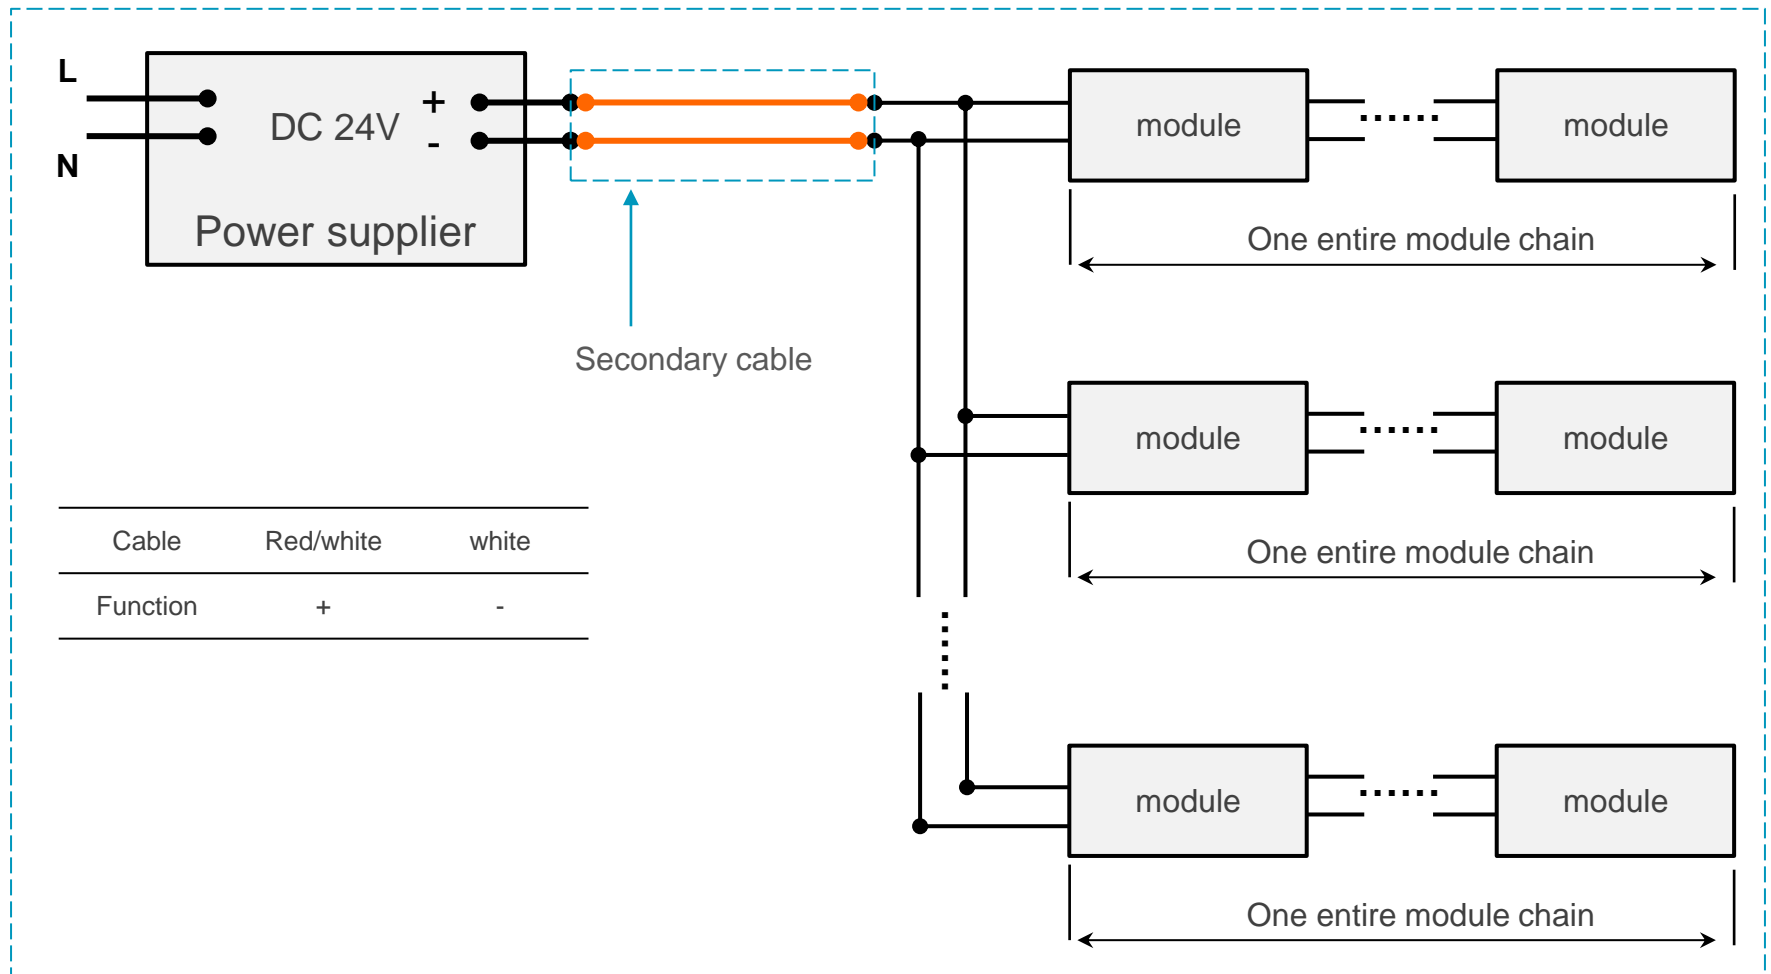 L
N
DC 24V
+
-
Power supplier
module
module
One entire module chain
Secondary cable
module
module
One entire module chain
Cable Red/white white
Function + -
module
module
One entire module chain